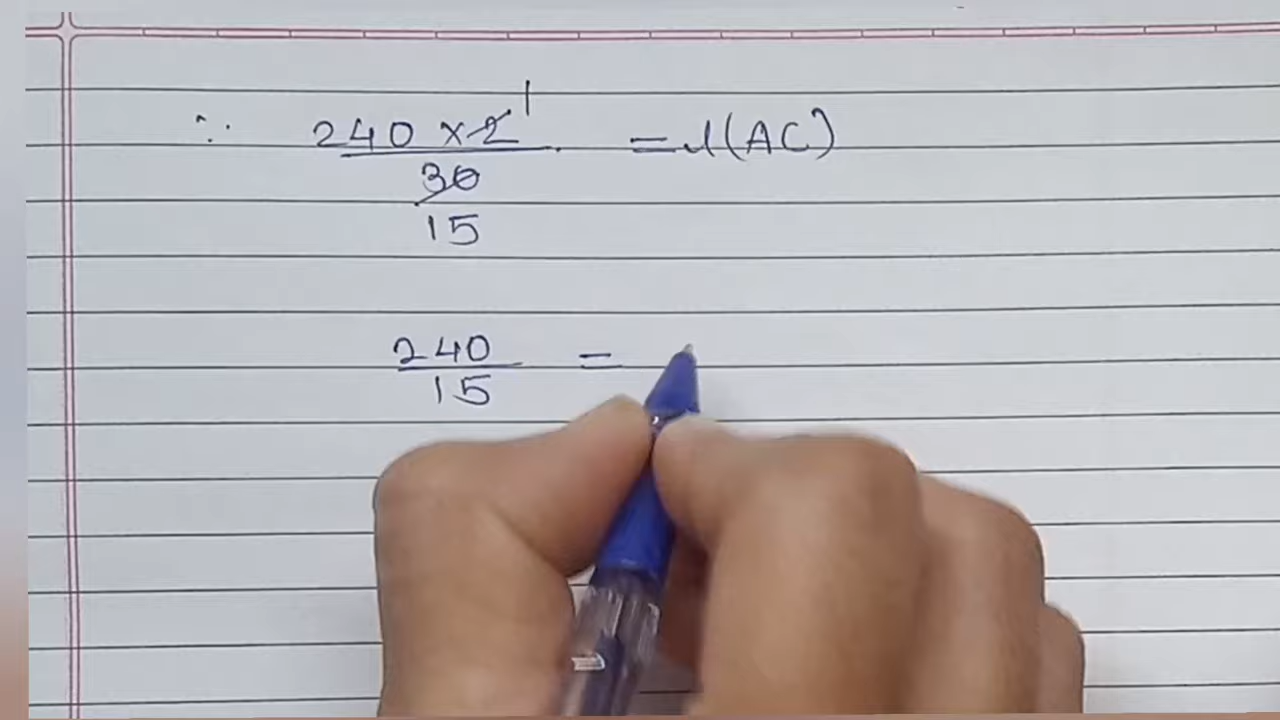 ∵ 240 × 2 1 = l(AC)
30
15
240 =
15